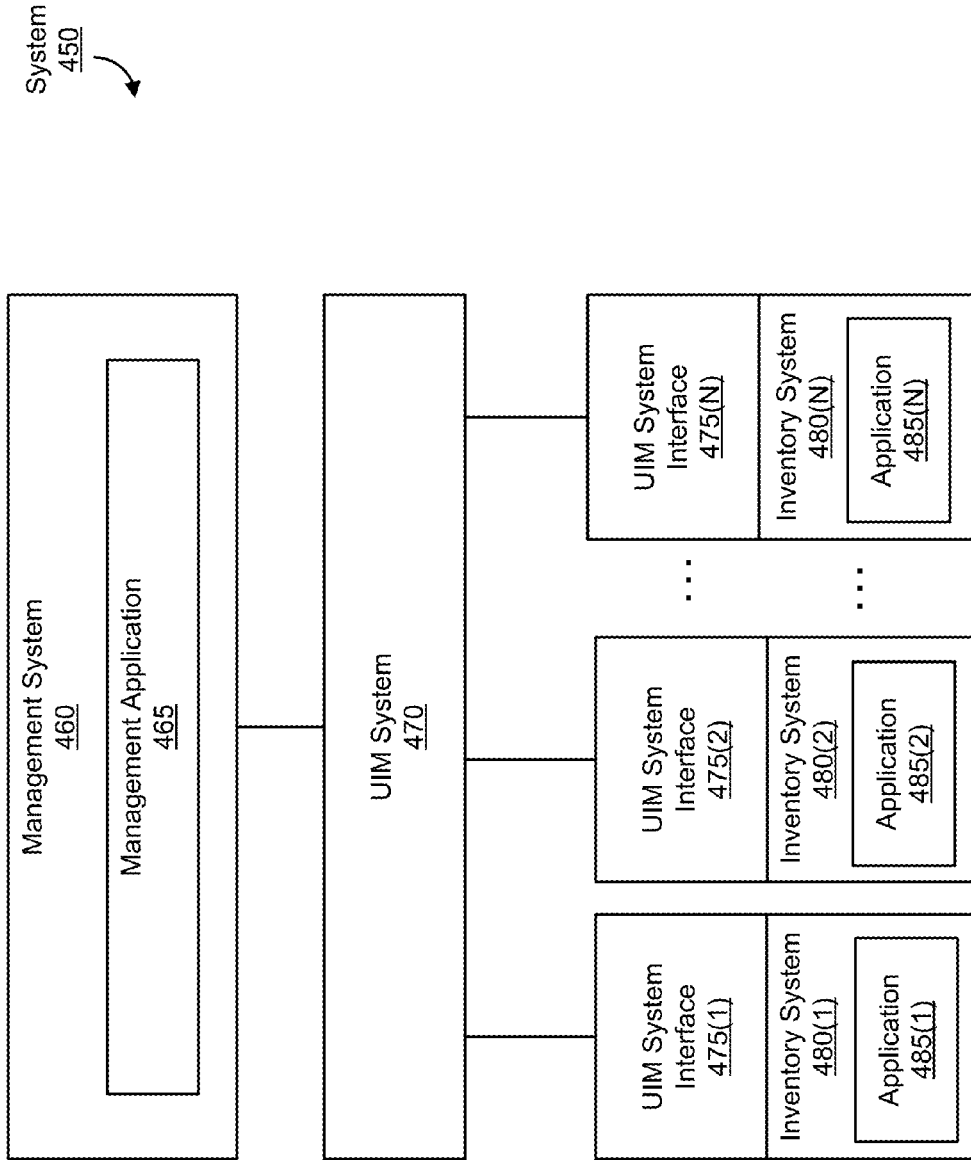 System
450
Management System
460
Management Application
465
UIM System
470
UIM System
Interface
475(1)
Inventory System
480(1)
Application
485(1)
UIM System
Interface
475(2)
Inventory System
480(2)
Application
485(2)
...
...
UIM System
Interface
475(N)
Inventory System
480(N)
Application
485(N)